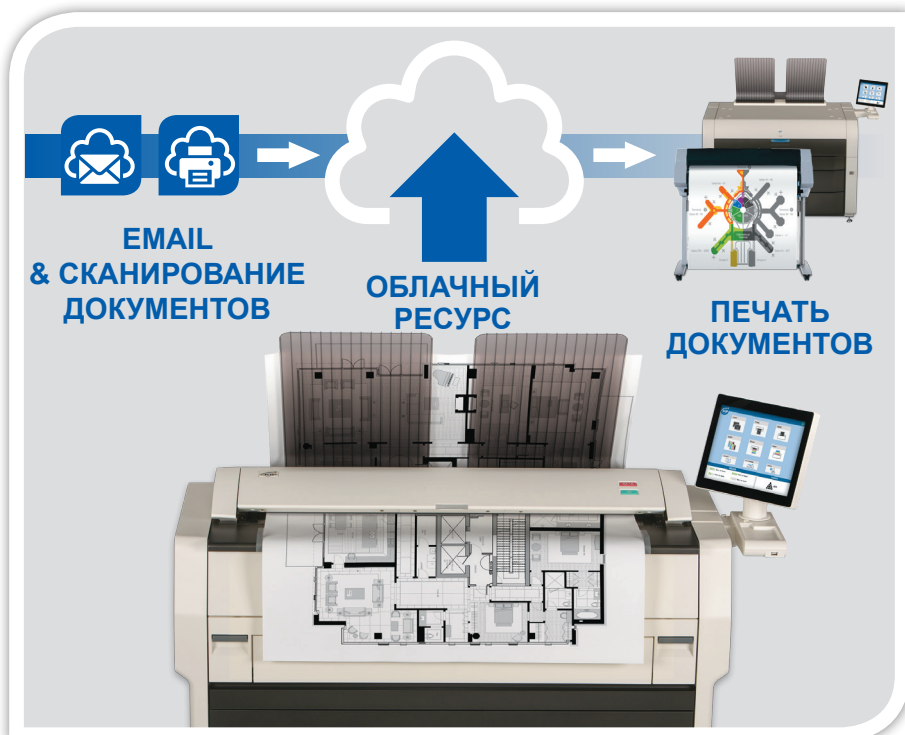 EMAIL
& СКАНИРОВАНИЕ
ДОКУМЕНТОВ
ОБЛАЧНЫЙ
РЕСУРС
ПЕЧАТЬ
ДОКУМЕНТОВ